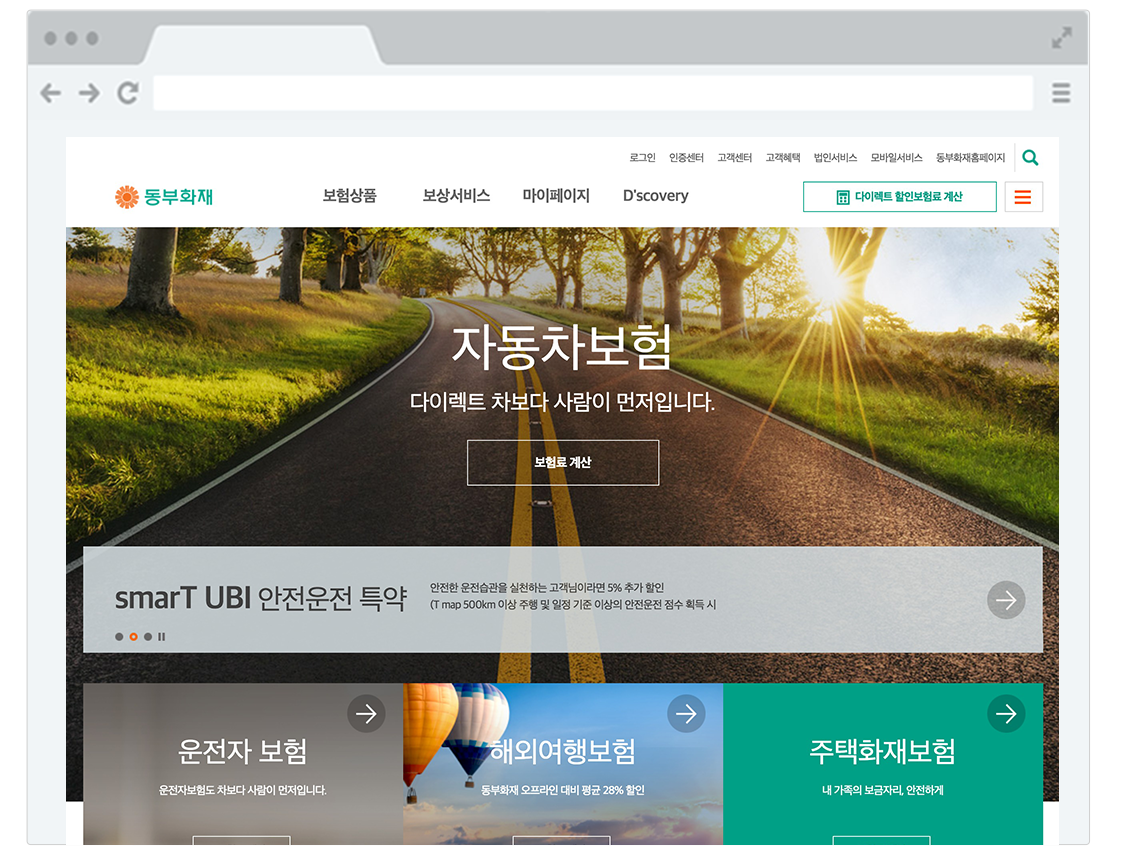 로그인 인증센터 고객센터 고객혜택 법인서비스 모바일서비스 동부화재홈페이지
동부화재 보험상품 보상서비스 마이페이지 D'scovery 다이렉트 할인보험료 계산
자동차보험
다이렉트 차보다 사람이 먼저입니다.
보험료 계산
smarT UBI 안전운전 특약
안전한 운전습관을 실천하는 고객님이라면 5% 추가 할인
(T map 500km 이상 주행 및 일정 기준 이상의 안전운전 점수 획득 시
운전자 보험
운전자보험도 차보다 사람이 먼저입니다.
해외여행보험
동부화재 오프라인 대비 평균 28% 할인
주택화재보험
내 가족의 보금자리, 안전하게